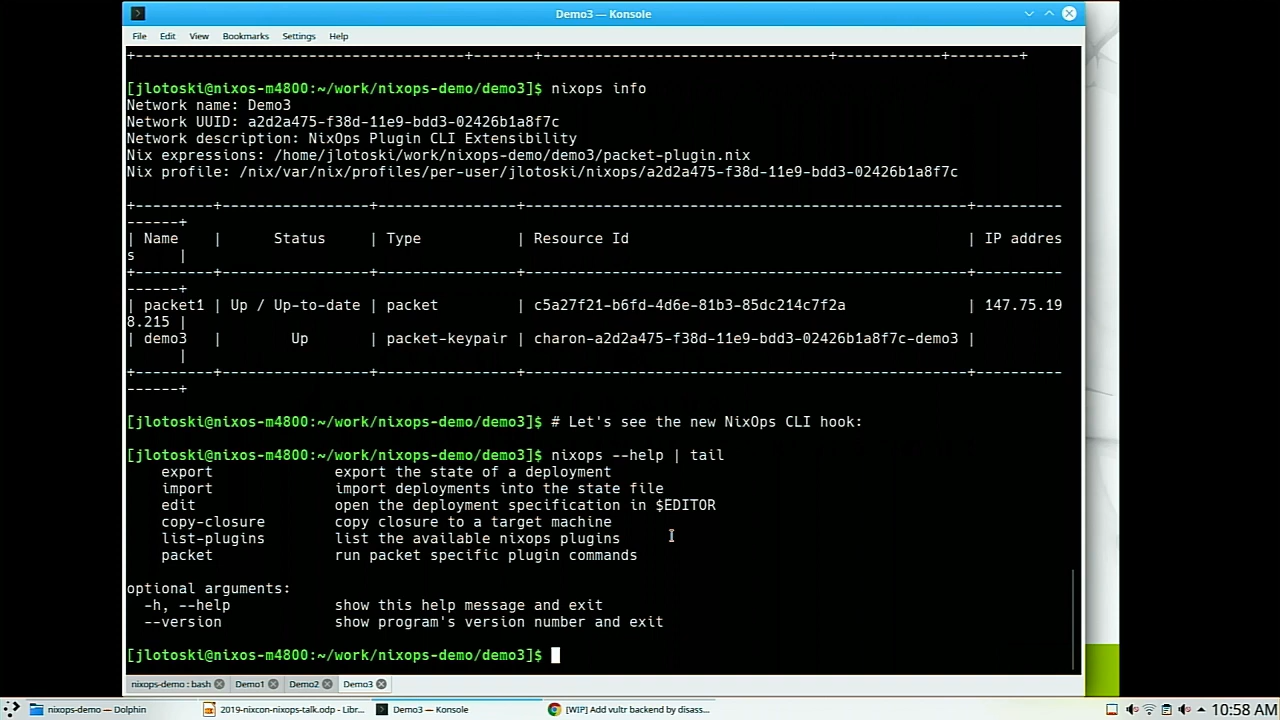 Demo3 — Konsole
File Edit View Bookmarks Settings Help
+---------------------------------------+-------+----------------------------------+--------------+-------+
[jlotoski@nixos-m4800:~/work/nixops-demo/demo3]$ nixops info
Network name: Demo3
Network UUID: a2d2a475-f38d-11e9-bdd3-02426b1a8f7c
Network description: NixOps Plugin CLI Extensibility
Nix expressions: /home/jlotoski/work/nixops-demo/demo3/packet-plugin.nix
Nix profile: /nix/var/nix/profiles/per-user/jlotoski/nixops/a2d2a475-f38d-11e9-bdd3-02426b1a8f7c
+---------+-----------------+----------------+---------------------------------------------------+----------
------+
| Name    |      Status     | Type           | Resource Id                                       | IP addres
s     |
+---------+-----------------+----------------+---------------------------------------------------+----------
------+
| packet1 | Up / Up-to-date | packet         | c5a27f21-b6fd-4d6e-81b3-85dc214c7f2a              | 147.75.19
8.215 |
| demo3   |        Up       | packet-keypair | charon-a2d2a475-f38d-11e9-bdd3-02426b1a8f7c-demo3 |
      |
+---------+-----------------+----------------+---------------------------------------------------+----------
------+
[jlotoski@nixos-m4800:~/work/nixops-demo/demo3]$ # Let's see the new NixOps CLI hook:
[jlotoski@nixos-m4800:~/work/nixops-demo/demo3]$ nixops --help | tail
    export              export the state of a deployment
    import              import deployments into the state file
    edit                open the deployment specification in $EDITOR
    copy-closure        copy closure to a target machine
    list-plugins        list the available nixops plugins
    packet              run packet specific plugin commands
optional arguments:
  -h, --help            show this help message and exit
  --version             show program's version number and exit
[jlotoski@nixos-m4800:~/work/nixops-demo/demo3]$
nixops-demo : bash Demo1 Demo2 Demo3
nixops-demo — Dolphin 2019-nixcon-nixops-talk.odp - Libr... Demo3 — Konsole [WIP] Add vultr backend by disass... 10:58 AM